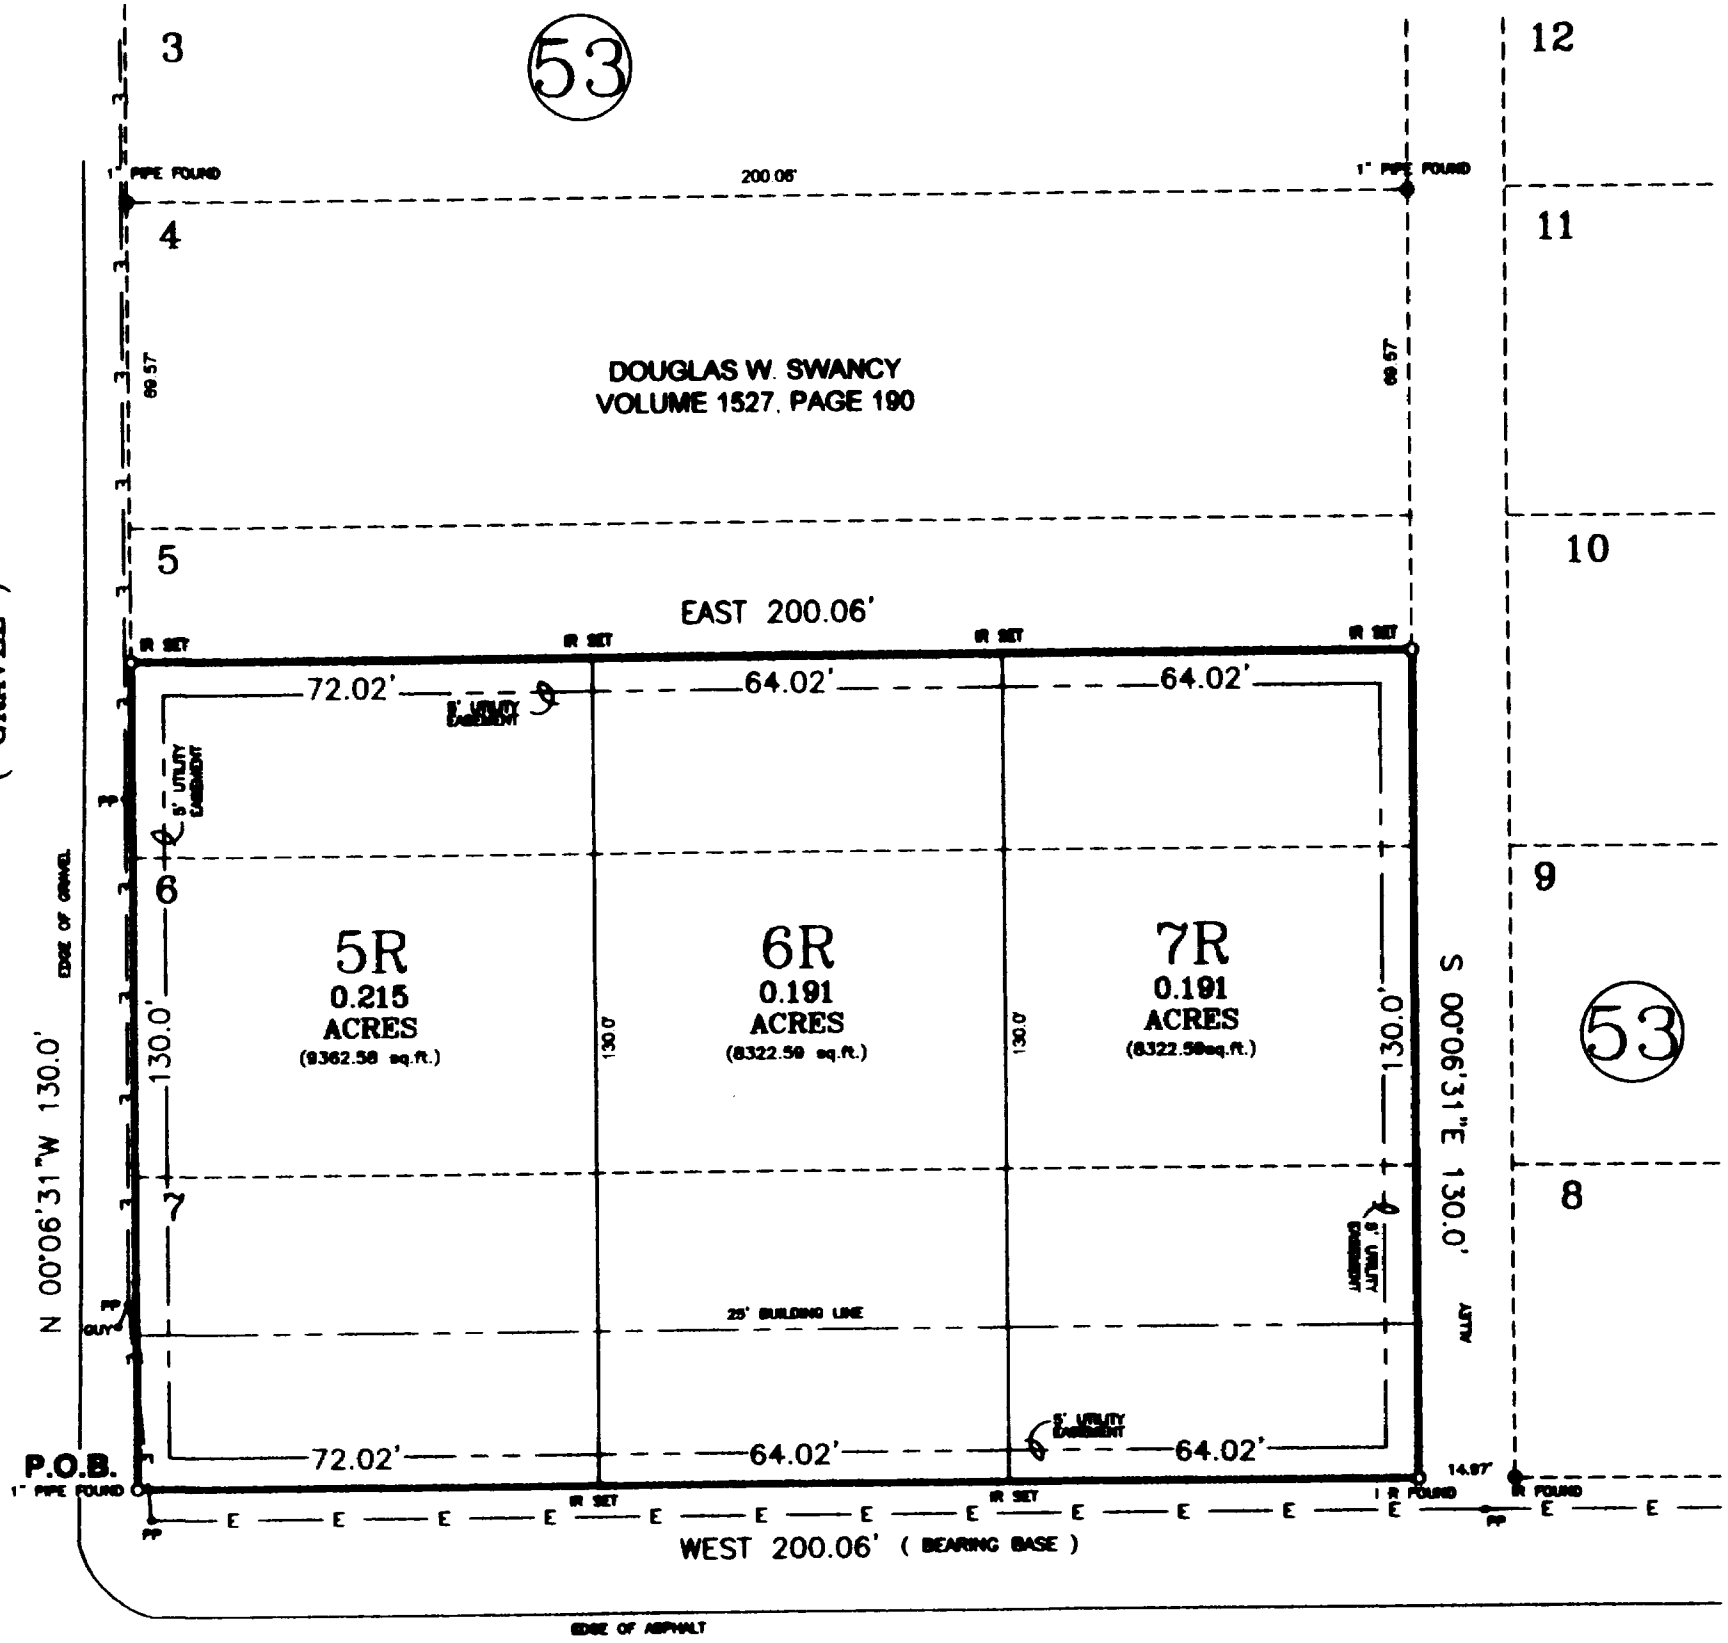 3
53
12
1" PIPE FOUND
200.06'
1" PIPE FOUND
4
11
69.57'
69.57'
DOUGLAS W. SWANCY
VOLUME 1527, PAGE 190
5
10
EAST 200.06'
IR SET
IR SET
IR SET
IR SET
72.02'
64.02'
64.02'
5' UTILITY
EASEMENT
5' UTILITY
EASEMENT
PP
6
9
EDGE OF GRAVEL
5R
0.215
ACRES
(9362.58 sq.ft.)
6R
0.191
ACRES
(8322.59 sq.ft.)
7R
0.191
ACRES
(8322.59sq.ft.)
130.0'
130.0'
130.0'
130.0'
N 00°06'31"W 130.0'
S 00°06'31"E 130.0'
53
7
8
5' UTILITY
EASEMENT
PP
GUY
25' BUILDING LINE
ALLEY
5' UTILITY
EASEMENT
72.02'
64.02'
64.02'
P.O.B.
1" PIPE FOUND
IR SET
IR SET
I R FOUND
14.97'
IR FOUND
PP
E E E E E E E E E E E E E E
PP
WEST 200.06' ( BEARING BASE )
EDGE OF ASPHALT